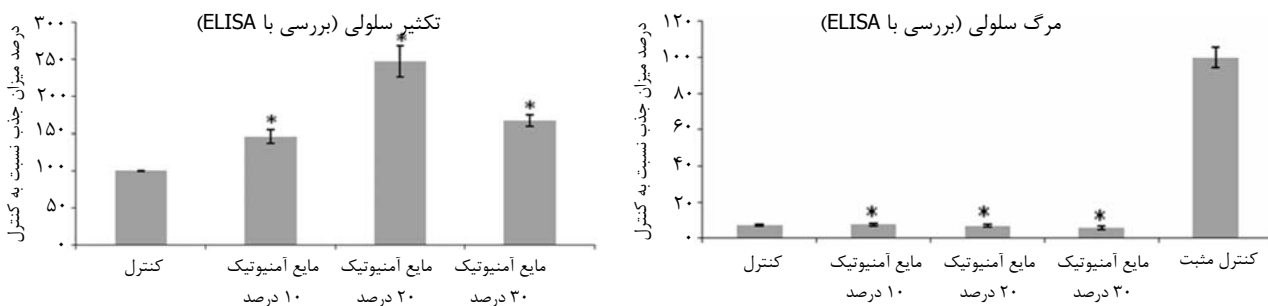 تکثیر سلولی (بررسی با ELISA)
درصد میزان جذب نسبت به کنترل
۳۰۰
۲۵۰
۲۰۰
۱۵۰
۱۰۰
۵۰
۰
*
*
*
کنترل
مایع آمنیوتیک
۱۰ درصد
مایع آمنیوتیک
۲۰ درصد
مایع آمنیوتیک
۳۰ درصد
مرگ سلولی (بررسی با ELISA)
درصد میزان جذب نسبت به کنترل
۱۲۰
۱۰۰
۸۰
۶۰
۴۰
۲۰
۰
*
*
*
کنترل
مایع آمنیوتیک
۱۰ درصد
مایع آمنیوتیک
۲۰ درصد
مایع آمنیوتیک
۳۰ درصد
کنترل مثبت